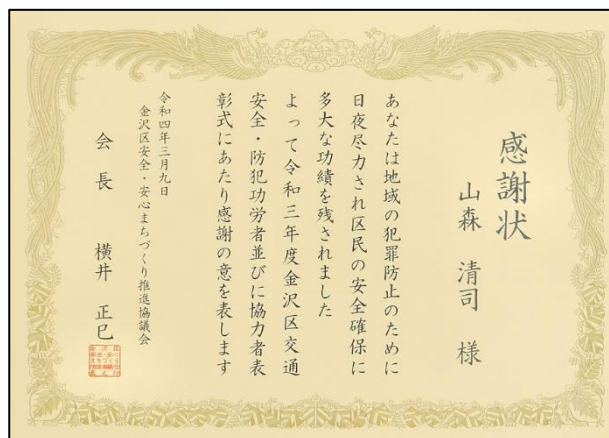 感謝状
山森 清司 様
あなたは地域の犯罪防止のために
日夜尽力され区民の安全確保に
多大な功績を残されました
よって令和三年度金沢区交通
安全・防犯功労者並びに協力者表
彰式にあたり感謝の意を表します
令和四年三月九日
金沢区安全・安心まちづくり推進協議会
会長 横井 正巳